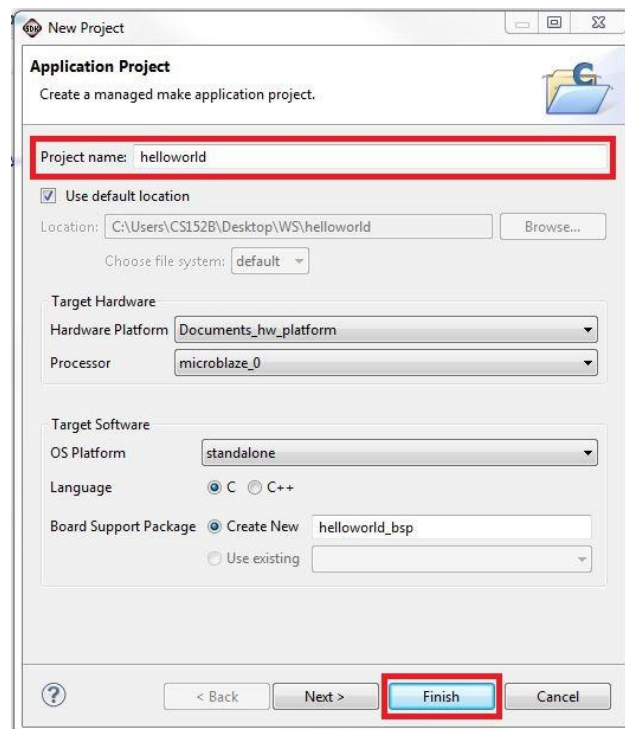 SDK New Project
Application Project
Create a managed make application project.
C
Project name: helloworld
Use default location
Location: C:\Users\CS152B\Desktop\WS\helloworld Browse...
Choose file system: default
Target Hardware
Hardware Platform Documents_hw_platform
Processor microblaze_0
Target Software
OS Platform standalone
Language C C++
Board Support Package Create New helloworld_bsp
Use existing
? < Back Next > Finish Cancel